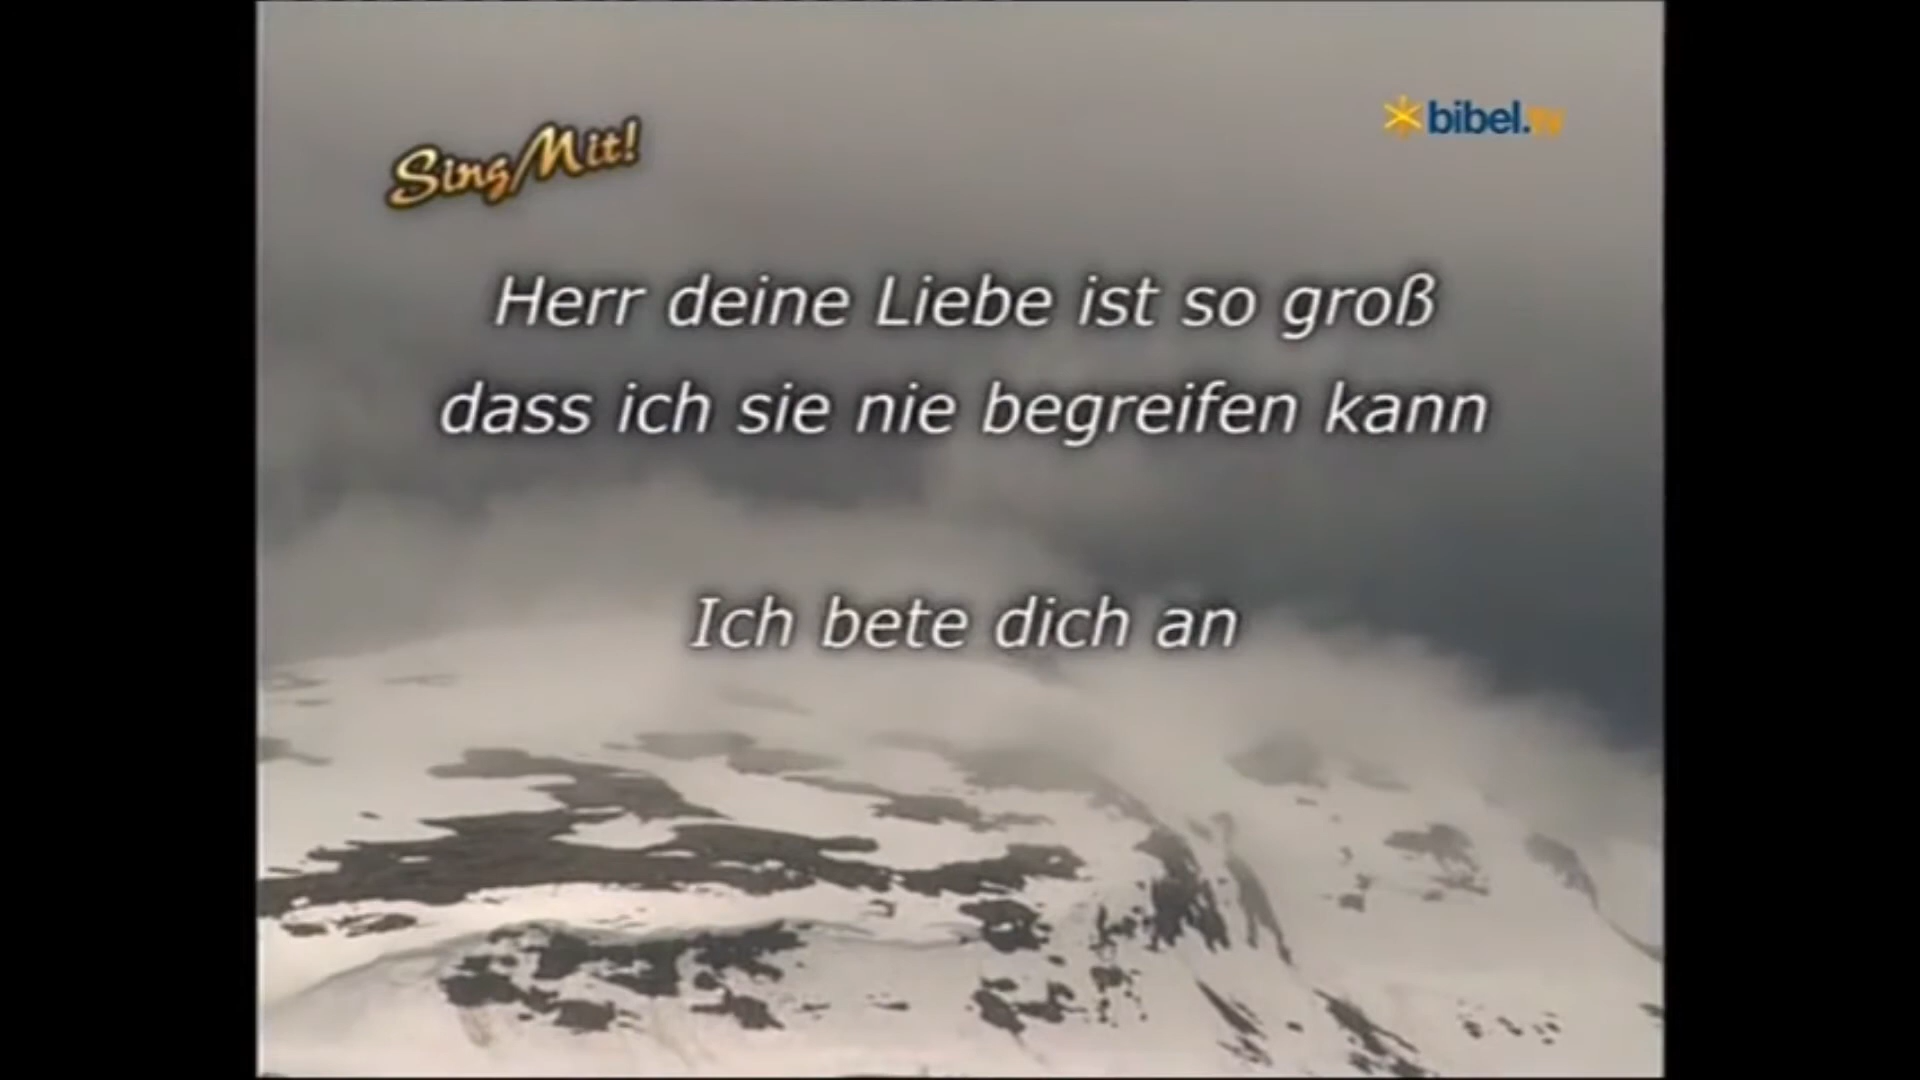 Sing Mit!
bibel.tv
Herr deine Liebe ist so groß
dass ich sie nie begreifen kann
Ich bete dich an